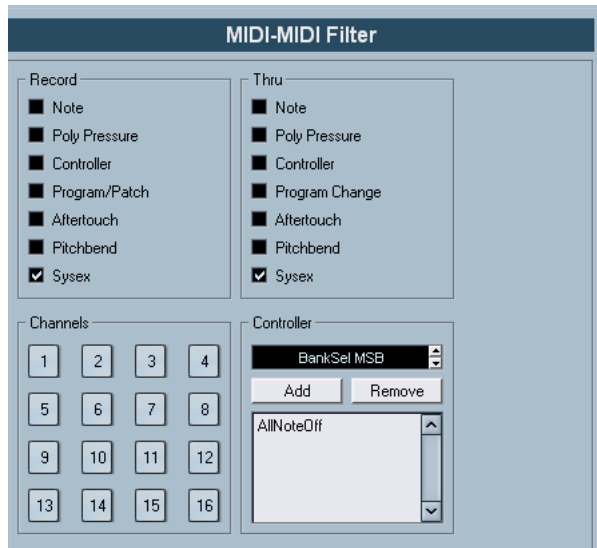 MIDI-MIDI Filter
Record
Note
Poly Pressure
Controller
Program/Patch
Aftertouch
Pitchbend
Sysex
Thru
Note
Poly Pressure
Controller
Program Change
Aftertouch
Pitchbend
Sysex
Channels
1 2 3 4
5 6 7 8
9 10 11 12
13 14 15 16
Controller
BankSel MSB
Add Remove
AllNoteOff